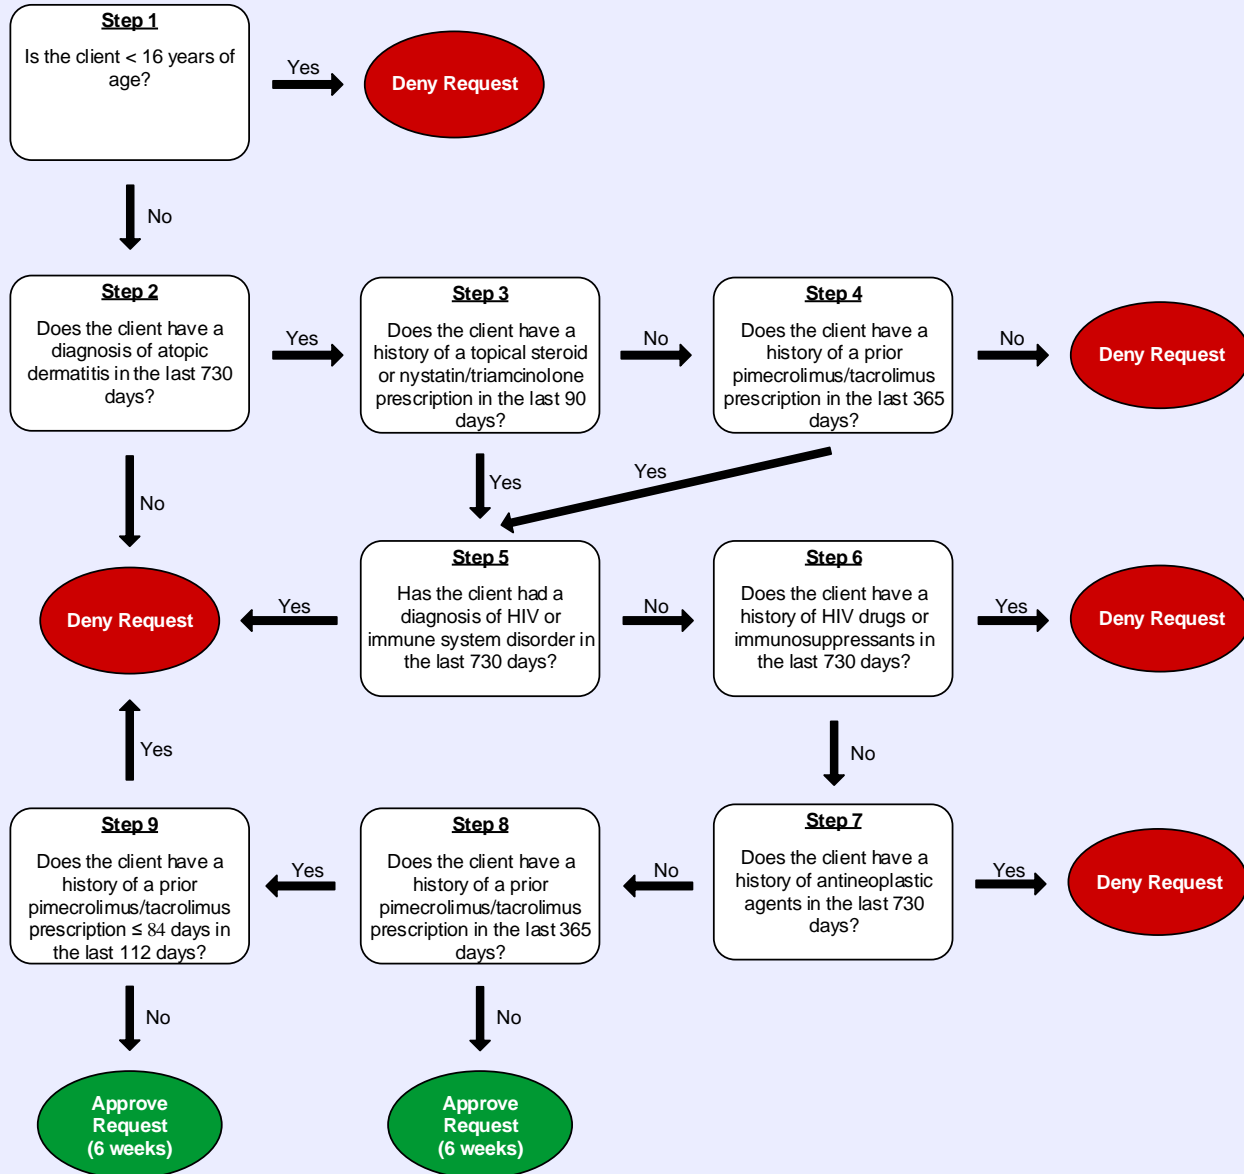 Step 1
Is the client < 16 years of
age?
Yes
Deny Request
No
Step 2
Does the client have a
diagnosis of atopic
dermatitis in the last 730
days?
Yes
Step 3
Does the client have a
history of a topical steroid
or nystatin/triamcinolone
prescription in the last 90
days?
No
Step 4
Does the client have a
history of a prior
pimecrolimus/tacrolimus
prescription in the last 365
days?
No
Deny Request
No
Yes
Yes
Deny Request
Yes
Step 5
Has the client had a
diagnosis of HIV or
immune system disorder in
the last 730 days?
No
Step 6
Does the client have a
history of HIV drugs or
immunosuppressants in
the last 730 days?
Yes
Deny Request
Yes
No
Step 9
Does the client have a
history of a prior
pimecrolimus/tacrolimus
prescription ≤ 84 days in
the last 112 days?
Yes
Step 8
Does the client have a
history of a prior
pimecrolimus/tacrolimus
prescription in the last 365
days?
No
Step 7
Does the client have a
history of antineoplastic
agents in the last 730
days?
Yes
Deny Request
No
No
Approve
Request
(6 weeks)
Approve
Request
(6 weeks)